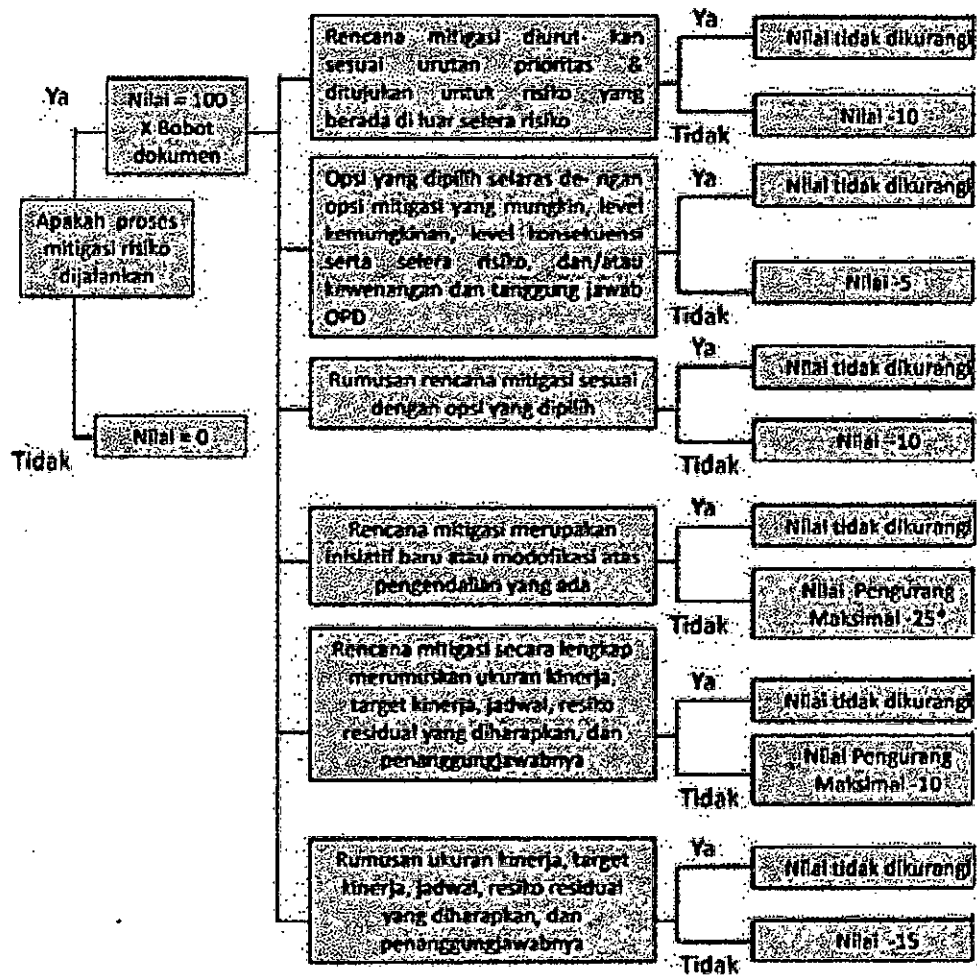 Ya
Nilai = 100
X Bobot
dokumen
Apakah proses
mitigasi risiko
dijalankan
Tidak
Nilai = 0
Rencana mitigasi diurut- kan
sesuai urutan prioritas &
ditujukan untuk risiko yang
berada di luar selera risiko
Ya
Nilai tidak dikurangi
Tidak
Nilai -10
Opsi yang dipilih selaras de- ngan
opsi mitigasi yang mungkin, level
kemungkinan, level konsekuensi
serta selera risiko, dan/atau
kewenangan dan tanggung jawab
OPD
Ya
Nilai tidak dikurangi
Tidak
Nilai -5
Rumusan rencana mitigasi sesuai
dengan opsi yang dipilih
Ya
Nilai tidak dikurangi
Tidak
Nilai -10
Rencana mitigasi merupakan
inisiatif baru atau modofikasi atas
pengendalian yang ada
Ya
Nilai tidak dikurangi
Tidak
Nilai Pengurang
Maksimal -25*
Rencana mitigasi secara lengkap
merumuskan ukuran kinerja,
target kinerja, jadwal, resiko
residual yang diharapkan, dan
penanggungjawabnya
Ya
Nilai tidak dikurangi
Tidak
Nilai Pengurang
Maksimal -10
Rumusan ukuran kinerja, target
kinerja, jadwal, resiko residual
yang diharapkan, dan
penanggungjawabnya
Ya
Nilai tidak dikurangi
Tidak
Nilai -15